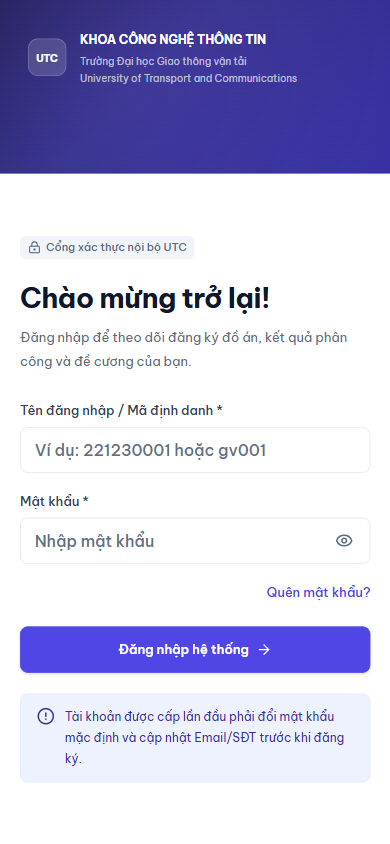 UTC
KHOA CÔNG NGHỆ THÔNG TIN
Trường Đại học Giao thông vận tải
University of Transport and Communications
Cổng xác thực nội bộ UTC
Chào mừng trở lại!
Đăng nhập để theo dõi đăng ký đồ án, kết quả phân
công và đề cương của bạn.
Tên đăng nhập / Mã định danh *
Ví dụ: 221230001 hoặc gv001
Mật khẩu *
Nhập mật khẩu
Quên mật khẩu?
Đăng nhập hệ thống →
Tài khoản được cấp lần đầu phải đổi mật khẩu
mặc định và cập nhật Email/SĐT trước khi đăng
ký.